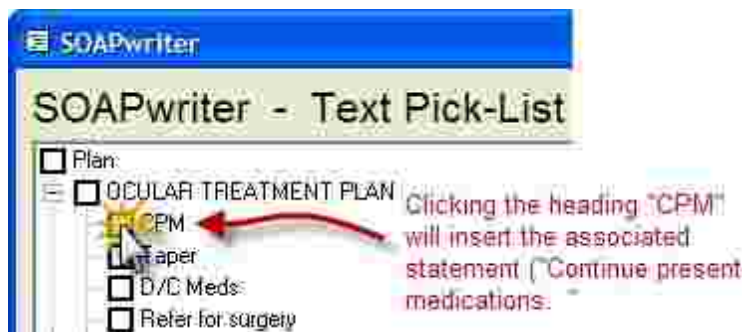 SOAPwriter
SOAPwriter - Text Pick-List
Plan
OCULAR TREATMENT PLAN
CPM
Taper
D/C Meds
Refer for surgery
Clicking the heading "CPM"
will insert the associated
statement ("Continue present
medications. "